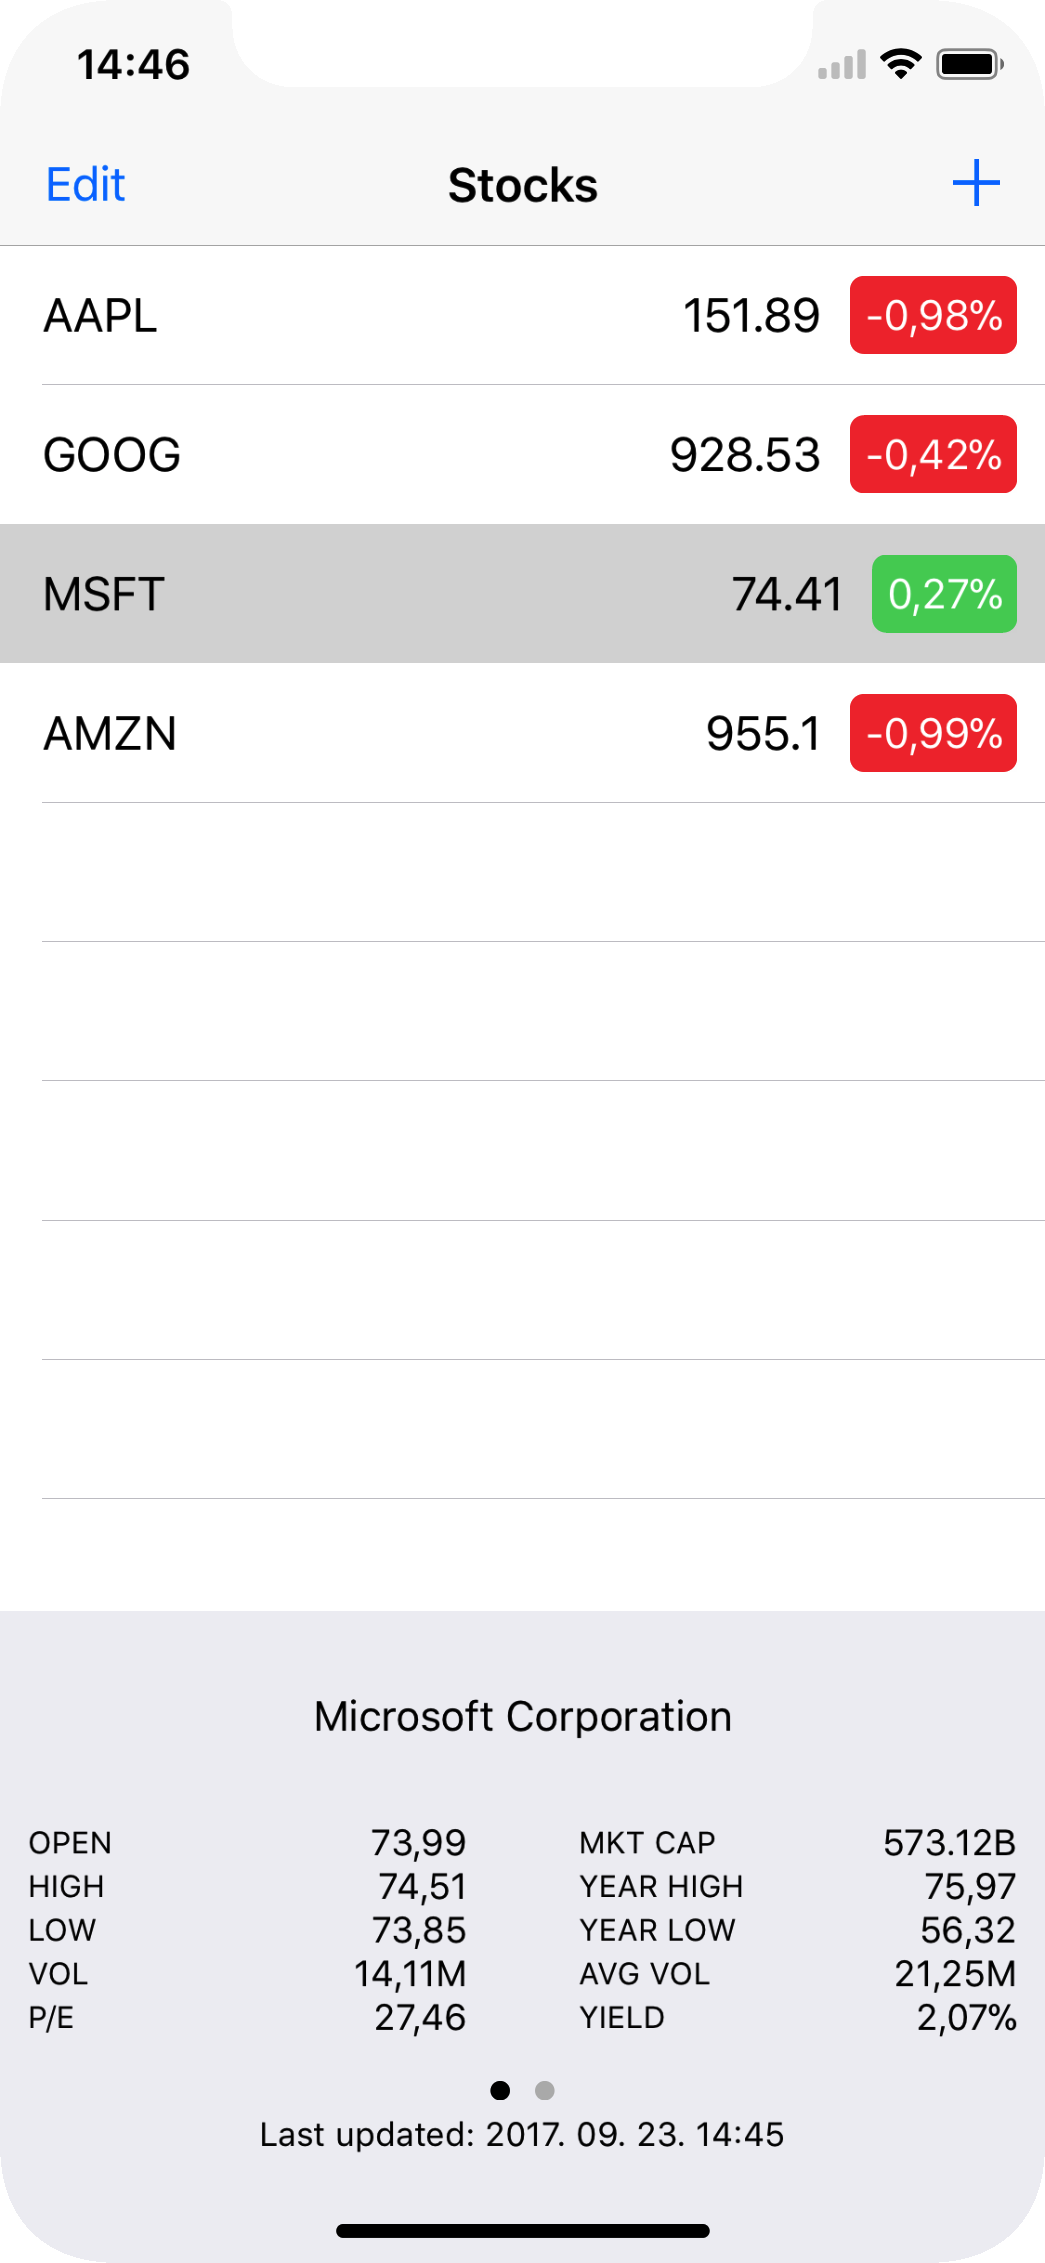 14:46
Edit Stocks +
AAPL 151.89 -0,98%
GOOG 928.53 -0,42%
MSFT 74.41 0,27%
AMZN 955.1 -0,99%
Microsoft Corporation
OPEN 73,99 MKT CAP 573.12B
HIGH 74,51 YEAR HIGH 75,97
LOW 73,85 YEAR LOW 56,32
VOL 14,11M AVG VOL 21,25M
P/E 27,46 YIELD 2,07%
Last updated: 2017. 09. 23. 14:45